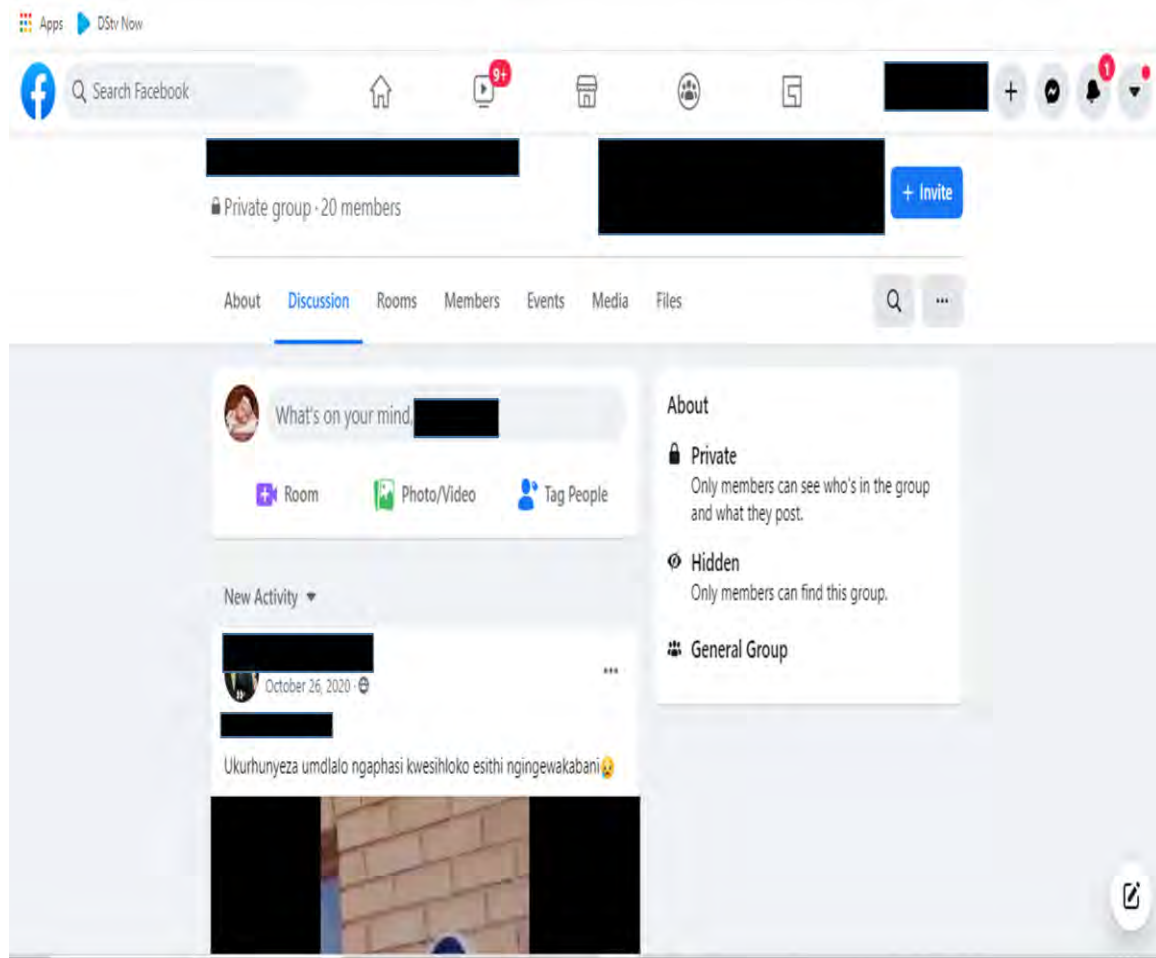 Apps DStv Now
Search Facebook
9+
1
Private group · 20 members
+ Invite
About Discussion Rooms Members Events Media Files
What's on your mind,
Room Photo/Video Tag People
About
Private
Only members can see who's in the group
and what they post.
Hidden
Only members can find this group.
General Group
New Activity
October 26, 2020
Ukurhunyeza umdlalo ngaphasi kwesihloko esithi ngingewakabani😥